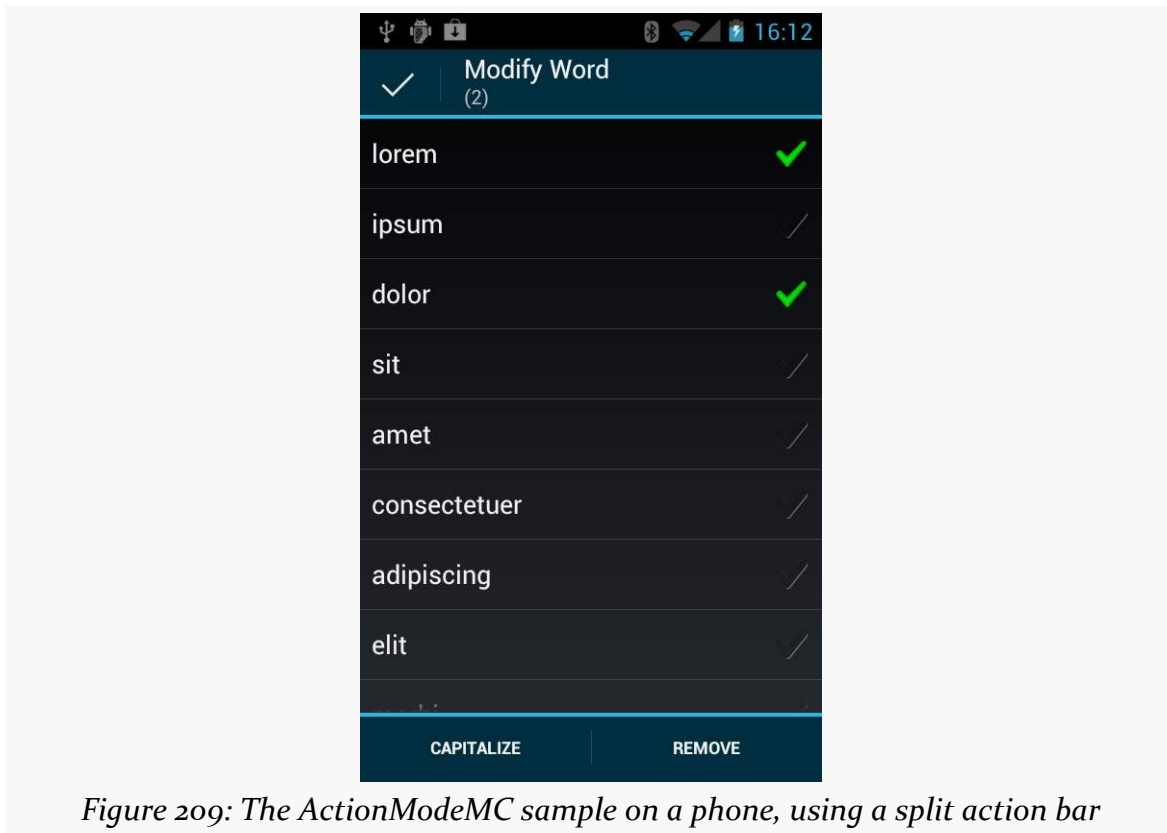 16:12
Modify Word
(2)
lorem
ipsum
dolor
sit
amet
consectetuer
adipiscing
elit
CAPITALIZE REMOVE
Figure 209: The ActionModeMC sample on a phone, using a split action bar